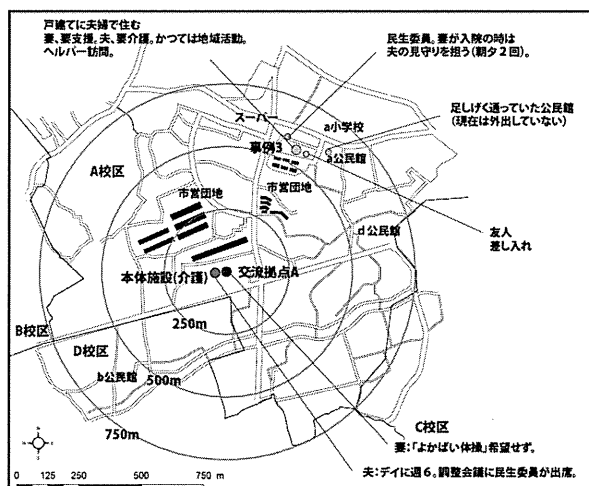 戸建てに夫婦で住む
妻、要支援。夫、要介護。かつては地域活動。
ヘルパー訪問。
民生委員。妻が入院の時は
夫の見守りを担う(朝夕2回)。
足しげく通っていた公民館
(現在は外出していない)
スーパー
a小学校
事例3
a公民館
A校区
市営団地
市営団地
友人
差し入れ
d公民館
本体施設(介護)
交流拠点A
250m
B校区
D校区
b公民館
500m
C校区
750m
妻:「よかばい体操」希望せず。
夫:デイに週6。調整会議に民生委員が出席。
0 125 250 500 750 m